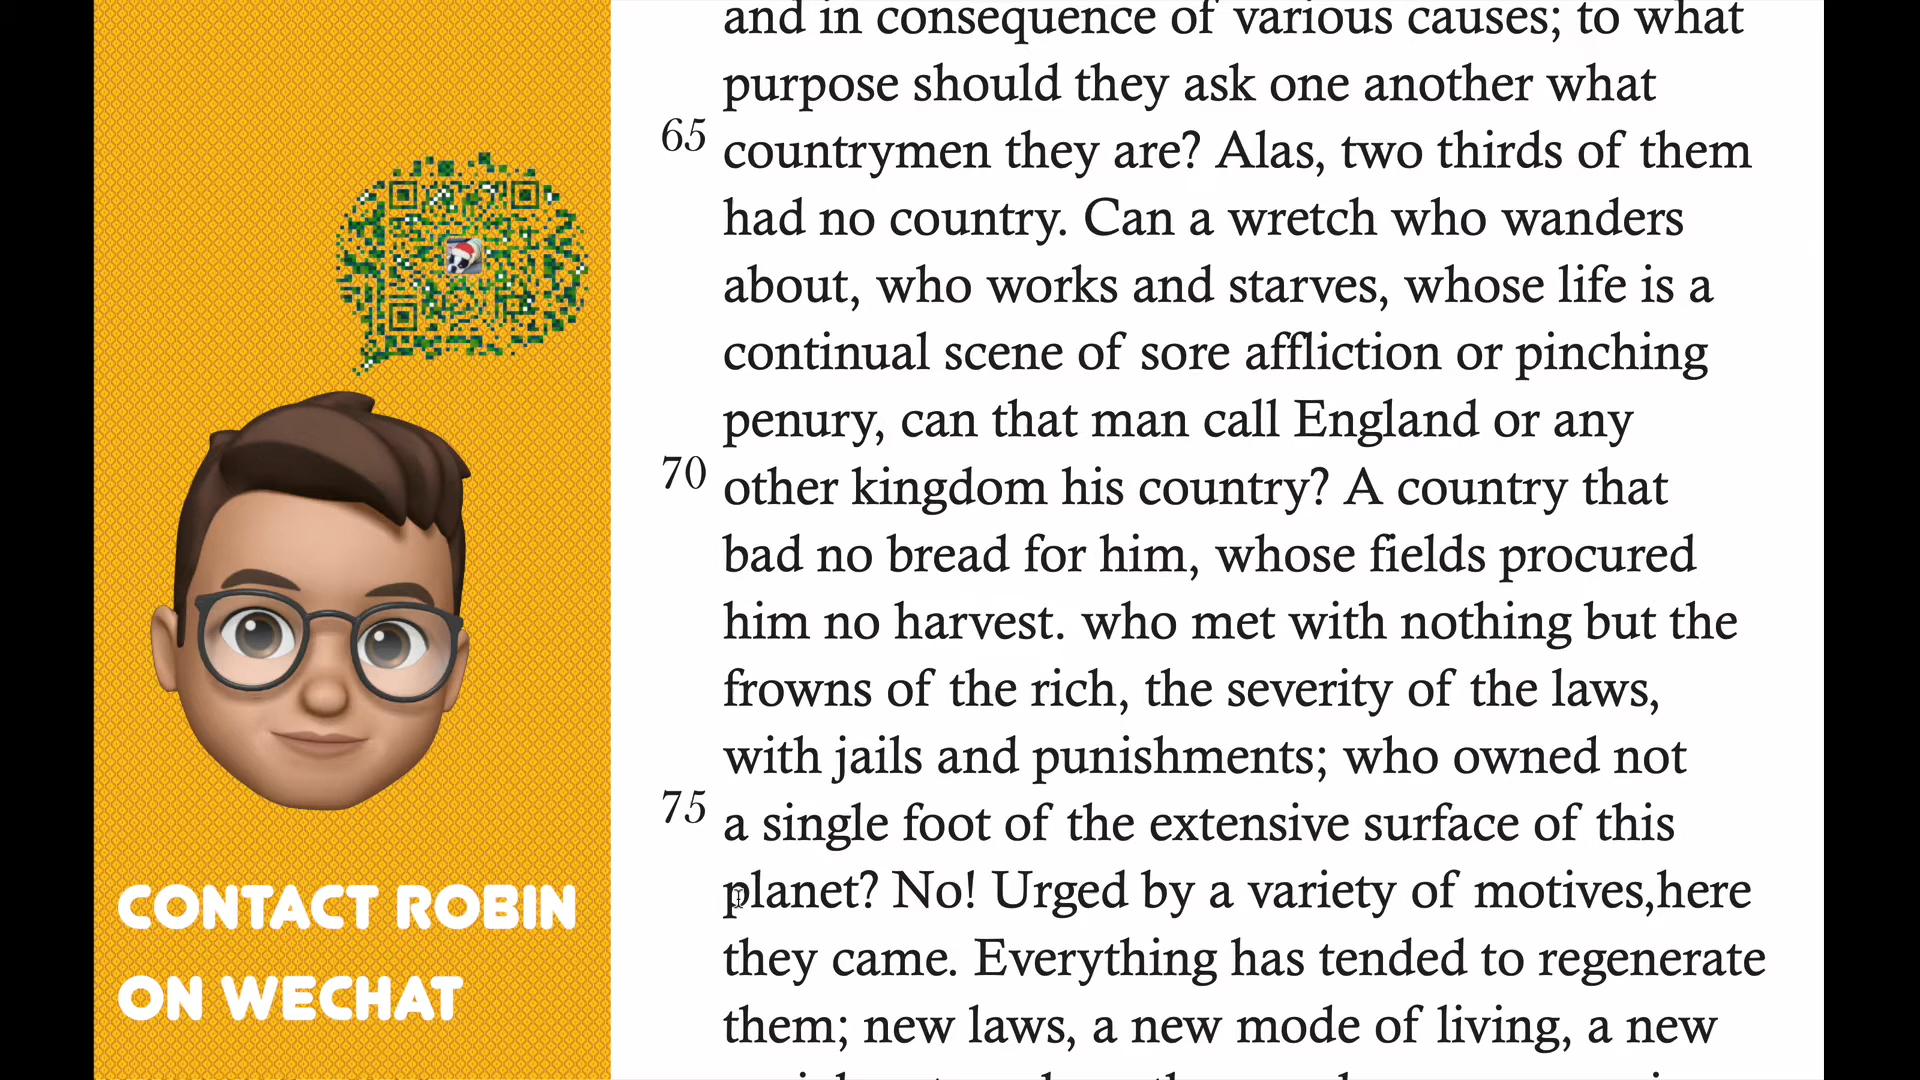 and in consequence of various causes; to what
purpose should they ask one another what
65 countrymen they are? Alas, two thirds of them
had no country. Can a wretch who wanders
about, who works and starves, whose life is a
continual scene of sore affliction or pinching
penury, can that man call England or any
70 other kingdom his country? A country that
bad no bread for him, whose fields procured
him no harvest. who met with nothing but the
frowns of the rich, the severity of the laws,
with jails and punishments; who owned not
75 a single foot of the extensive surface of this
planet? No! Urged by a variety of motives,here
they came. Everything has tended to regenerate
them; new laws, a new mode of living, a new
CONTACT ROBIN
ON WECHAT